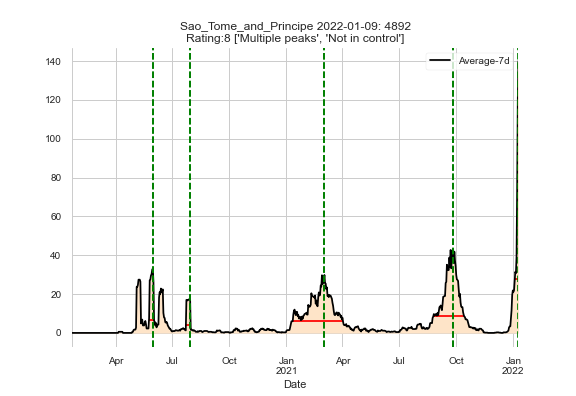 Sao_Tome_and_Principe 2022-01-09: 4892
Rating:8 ['Multiple peaks', 'Not in control']
Average-7d
140
120
100
80
60
40
20
0
Apr Jul Oct Jan Apr Jul Oct Jan
2021 2022
Date